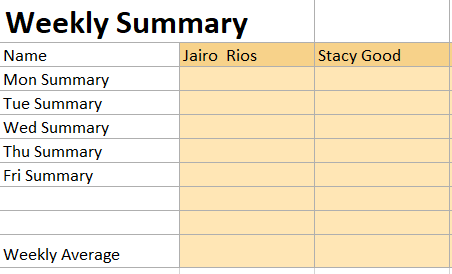 Weekly Summary
Name Jairo  Rios Stacy Good
Mon Summary
Tue Summary
Wed Summary
Thu Summary
Fri Summary
Weekly Average